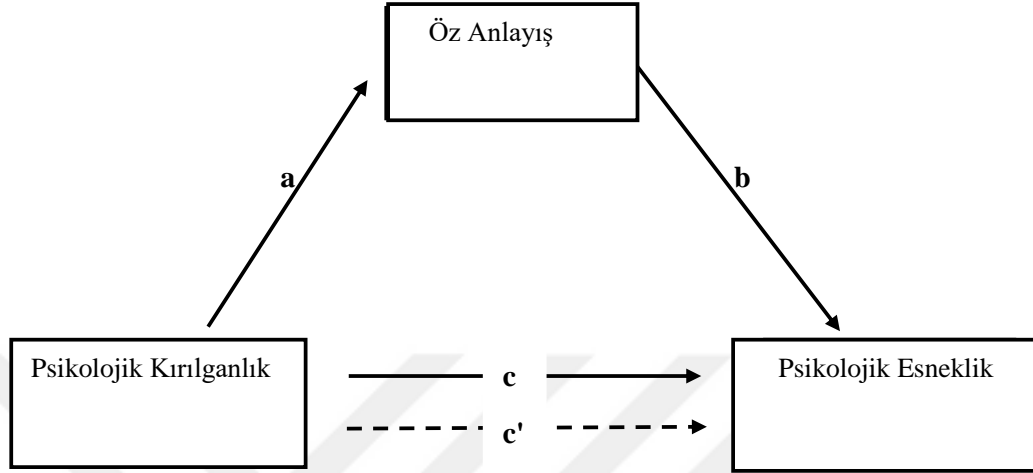 Öz Anlayış
a
b
Psikolojik Kırılganlık
c
Psikolojik Esneklik
c'